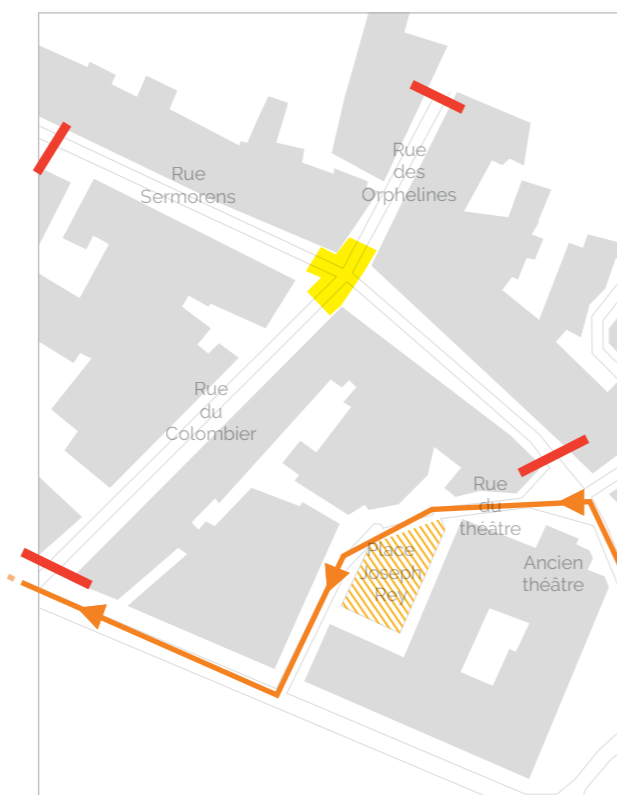 Rue
des
Orphelines
Rue
Sermorens
Rue
du
Colombier
Rue
du
théâtre
Place
Joseph
Rey
Ancien
théâtre